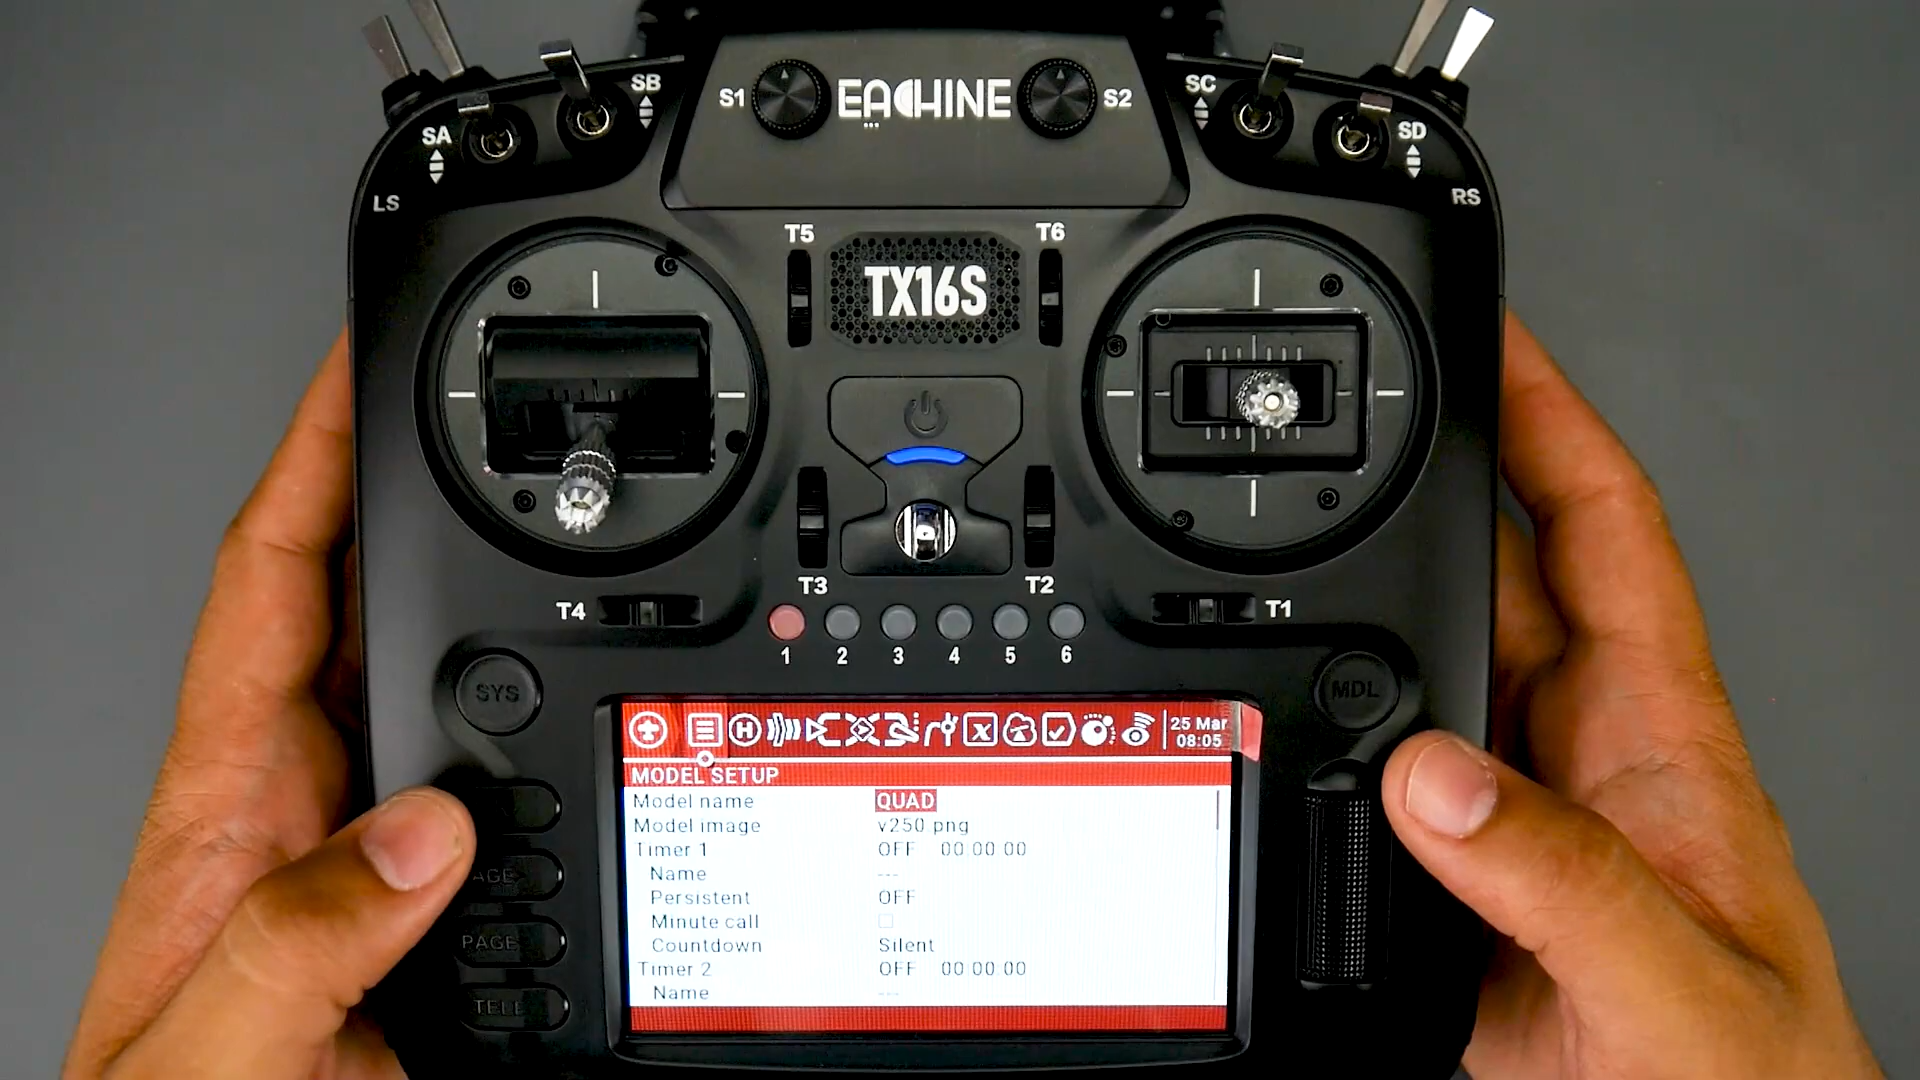 SB
S1
EACHINE
S2
SC
SA
SD
LS
RS
T5
T6
TX16S
T3
T2
T4
T1
1 2 3 4 5 6
SYS
MDL
25 Mar
08:05
MODEL SETUP
Model name QUAD
Model image v250 png
Timer 1 OFF 00:00:00
Name ---
Persistent OFF
Minute call
Countdown Silent
Timer 2 OFF 00:00:00
Name ---
PAGE
TELE